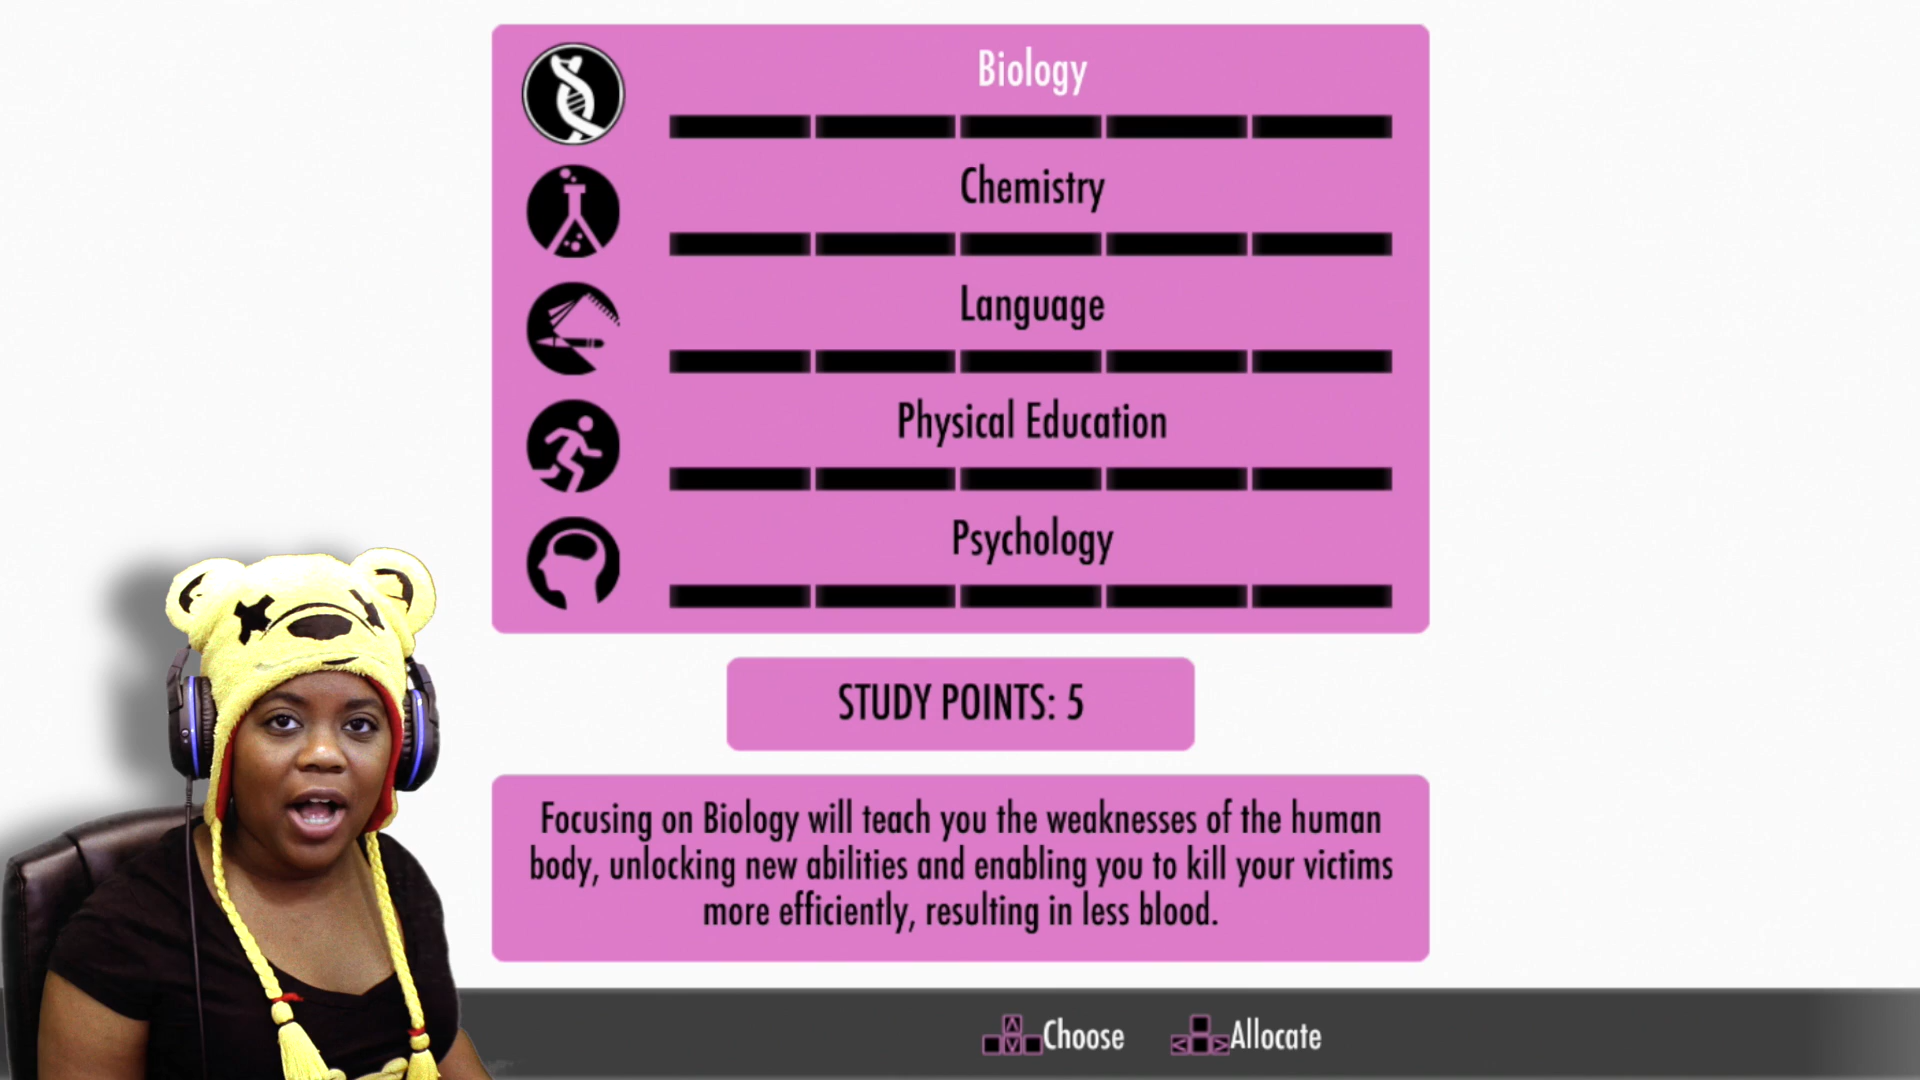 Biology
Chemistry
Language
Physical Education
Psychology
STUDY POINTS: 5
Focusing on Biology will teach you the weaknesses of the human
body, unlocking new abilities and enabling you to kill your victims
more efficiently, resulting in less blood.
Choose
Allocate